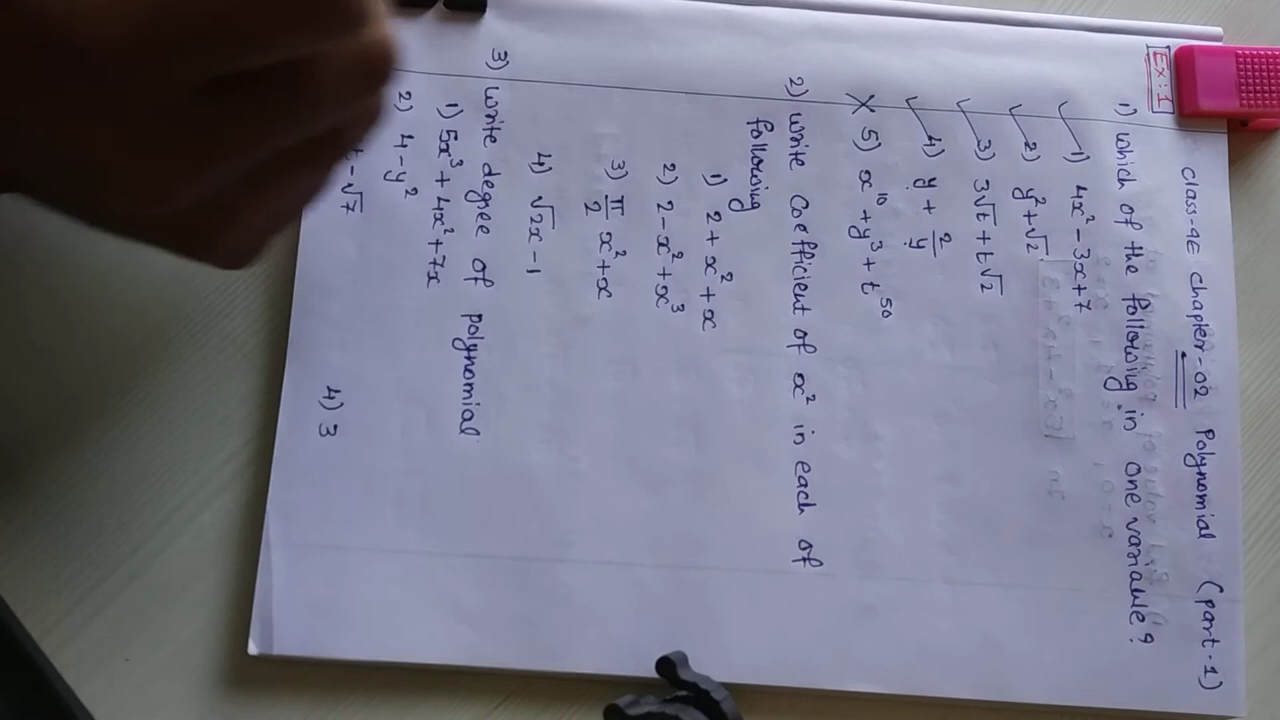 Class-9E Chapter-02 Polynomial (part-1)
Ex:1
1) which of the following in one variable?
✓ 1) 4x² - 3x + 7
✓ 2) y² + √2
✓ 3) 3√t + t√2
✓ 4) y + 2/y
X 5) x¹⁰ + y³ + t⁵⁰
2) write coefficient of x² in each of
following
1) 2 + x² + x
2) 2 - x² + x³
3) π/2 x² + x
4) √2x - 1
3) write degree of polynomial
1) 5x³ + 4x² + 7x
2) 4 - y²
t - √7 4) 3